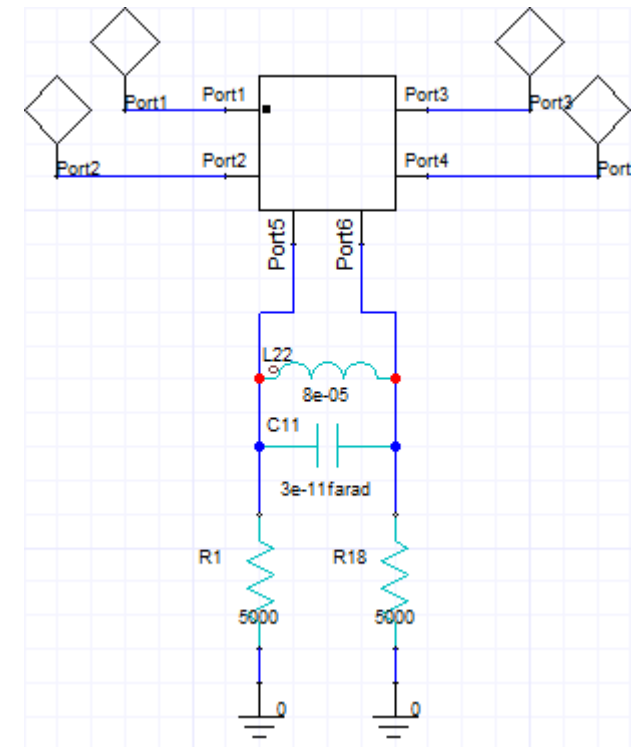 Port1 Port1 Port3 Port3
Port2 Port2 Port4 Port
Port5 Port6
L22
8e-05
C11
3e-11farad
R1 R18
5000 5000
0 0